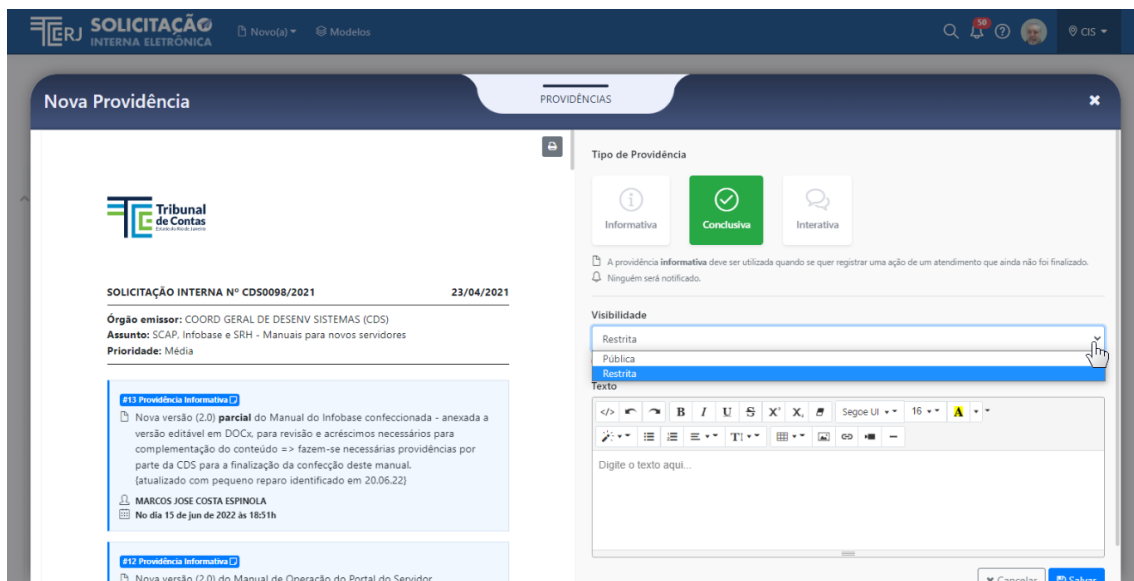 TCERJ SOLICITAÇÃO
INTERNA ELETRÔNICA
Novo(a)
Modelos
50
CIS
Nova Providência
PROVIDÊNCIAS
Tribunal
de Contas
Estado do Rio de Janeiro
SOLICITAÇÃO INTERNA Nº CDS0098/2021 23/04/2021
Órgão emissor: COORD GERAL DE DESENV SISTEMAS (CDS)
Assunto: SCAP, Infobase e SRH - Manuais para novos servidores
Prioridade: Média
#13 Providência Informativa
Nova versão (2.0) parcial do Manual do Infobase confeccionada - anexada a
versão editável em DOCx, para revisão e acréscimos necessários para
complementação do conteúdo => fazem-se necessárias providências por
parte da CDS para a finalização da confecção deste manual.
{atualizado com pequeno reparo identificado em 20.06.22}
MARCOS JOSE COSTA ESPINOLA
No dia 15 de jun de 2022 às 18:51h
#12 Providência Informativa
Nova versão (2.0) do Manual de Operação do Portal do Servidor
Tipo de Providência
Informativa
Conclusiva
Interativa
A providência informativa deve ser utilizada quando se quer registrar uma ação de um atendimento que ainda não foi finalizado.
Ninguém será notificado.
Visibilidade
Restrita
Pública
Restrita
Texto
</> B I U S X² X₂ Segoe UI 16 A
TI
Digite o texto aqui...
Cancelar
Salvar